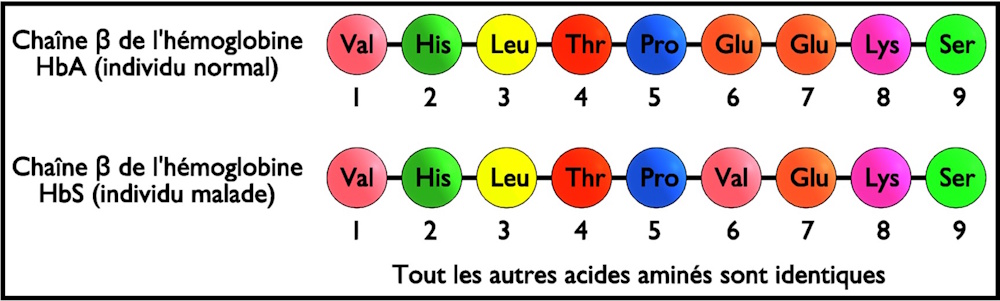 Chaîne β de l'hémoglobine
HbA (individu normal)
Val His Leu Thr Pro Glu Glu Lys Ser
1 2 3 4 5 6 7 8 9
Chaîne β de l'hémoglobine
HbS (individu malade)
Val His Leu Thr Pro Val Glu Lys Ser
1 2 3 4 5 6 7 8 9
Tout les autres acides aminés sont identiques